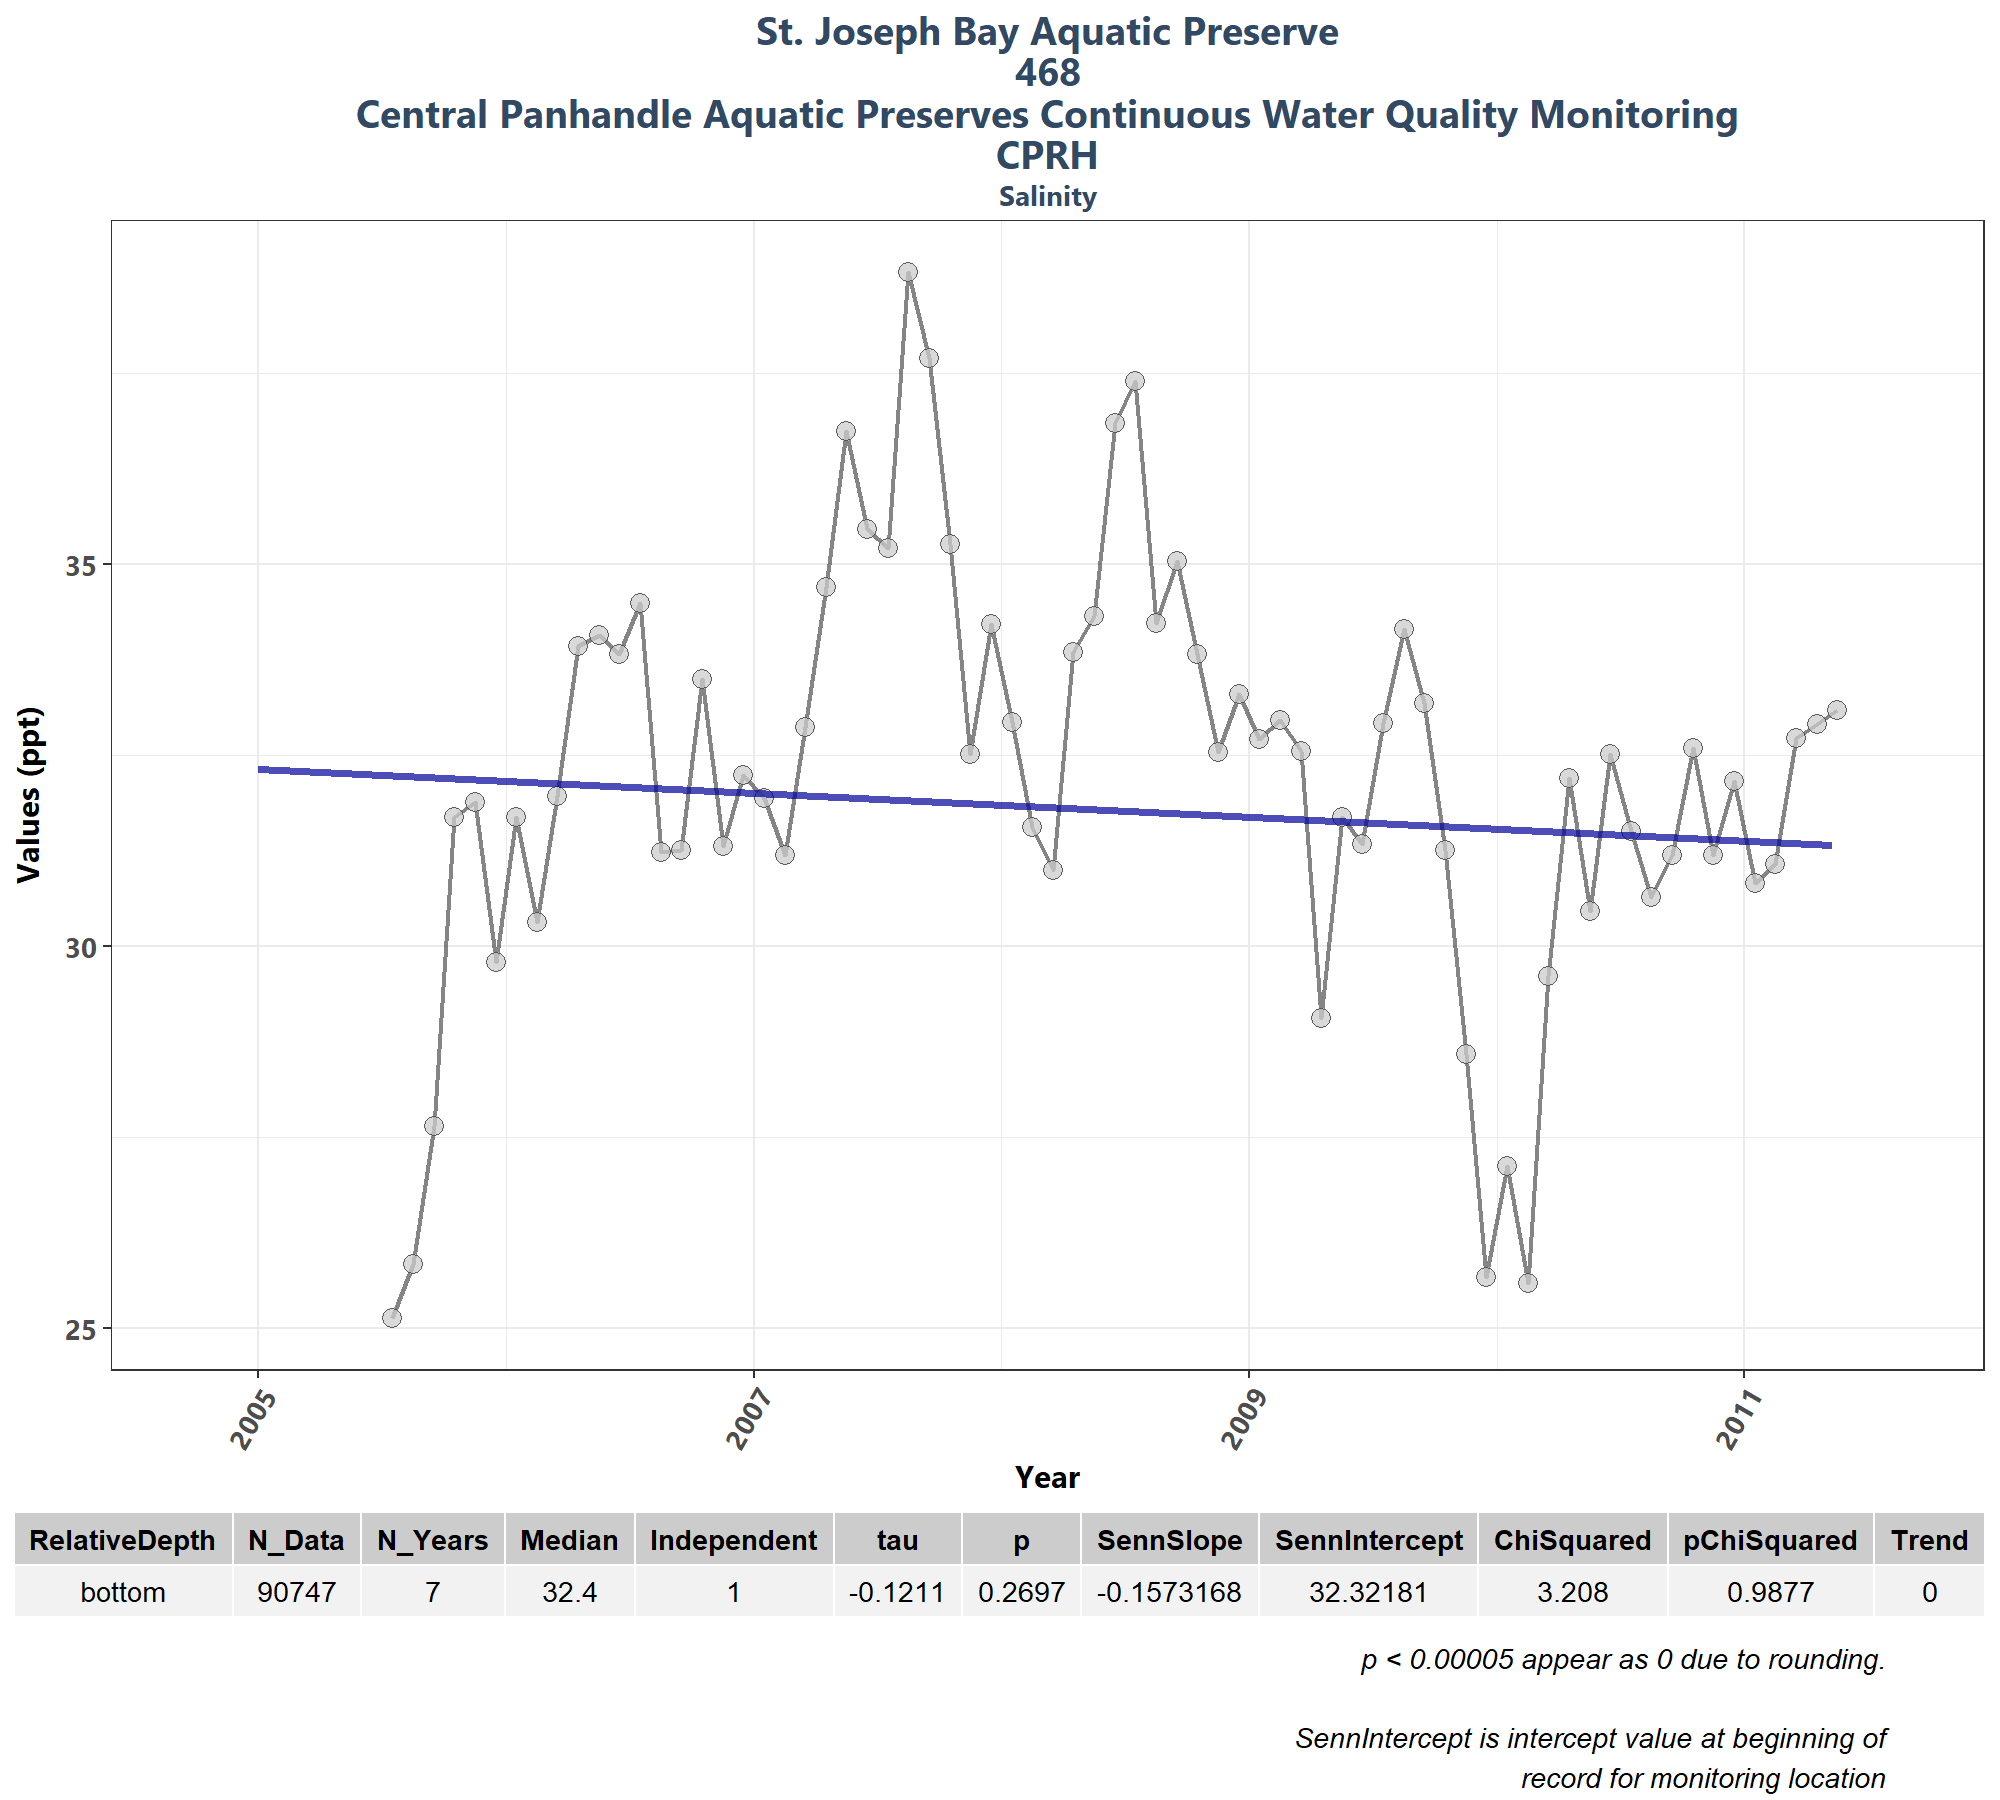 St. Joseph Bay Aquatic Preserve
468
Central Panhandle Aquatic Preserves Continuous Water Quality Monitoring
CPRH
Salinity
Values (ppt)
35
30
25
2005 2007 2009 2011
Year
RelativeDepth N_Data N_Years Median Independent tau p SennSlope SennIntercept ChiSquared pChiSquared Trend
bottom 90747 7 32.4 1 -0.1211 0.2697 -0.1573168 32.32181 3.208 0.9877 0
p < 0.00005 appear as 0 due to rounding.
SennIntercept is intercept value at beginning of
record for monitoring location